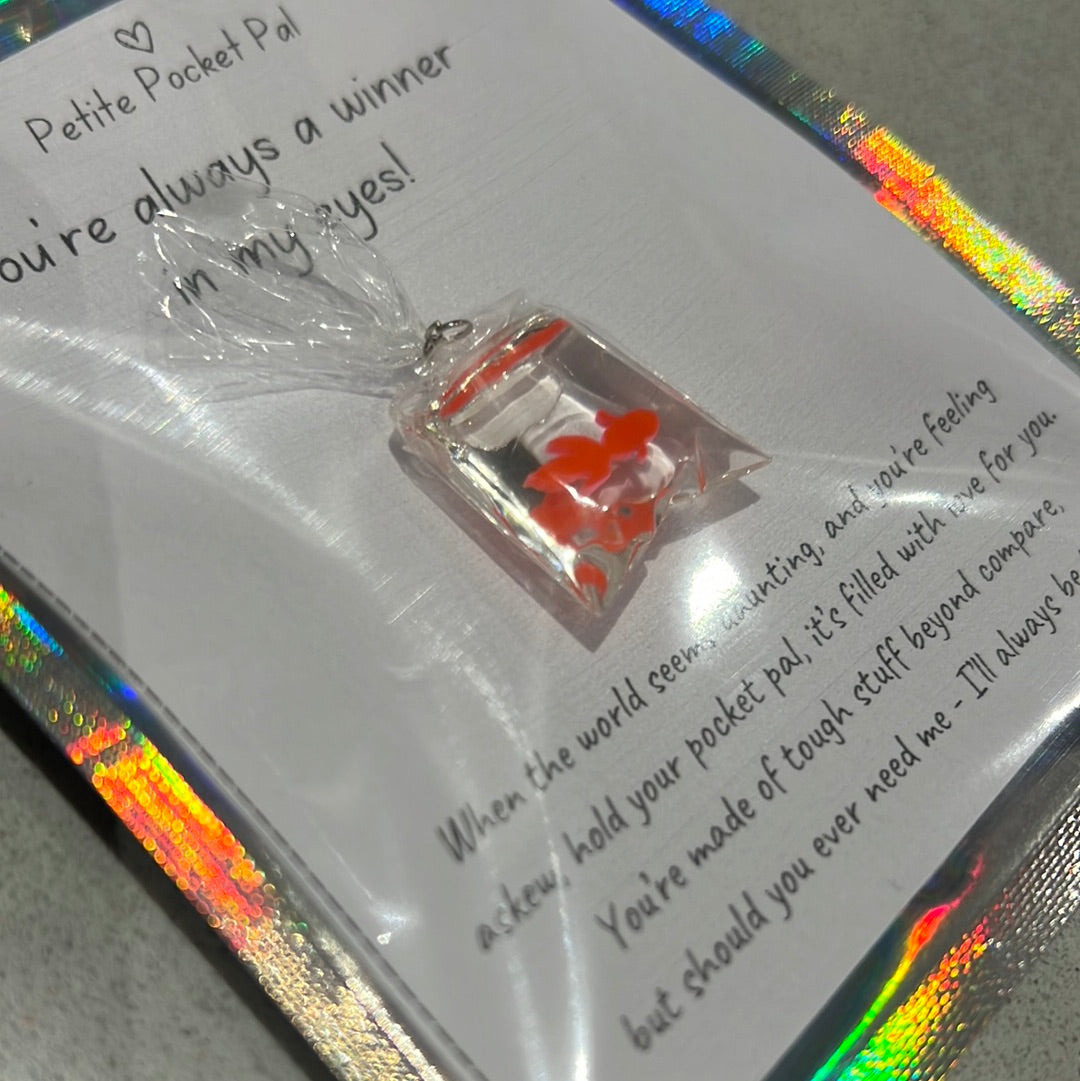 Petite Pocket Pal
ou're always a winner
in my eyes!
When the world seems daunting, and you're feeling
askew, hold your pocket pal, it's filled with love for you.
You're made of tough stuff beyond compare,
but should you ever need me - I'll always be